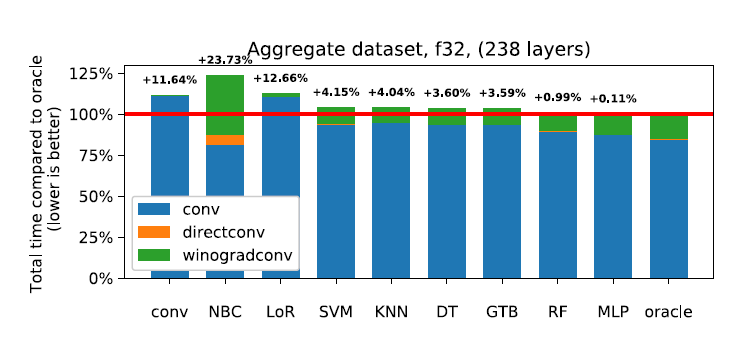 Aggregate dataset, f32, (238 layers)
Total time compared to oracle
(lower is better)
125%
100%
75%
50%
25%
0%
+11.64%
+23.73%
+12.66%
+4.15%
+4.04%
+3.60%
+3.59%
+0.99%
+0.11%
conv
directconv
winogradconv
conv
NBC
LoR
SVM
KNN
DT
GTB
RF
MLP
oracle